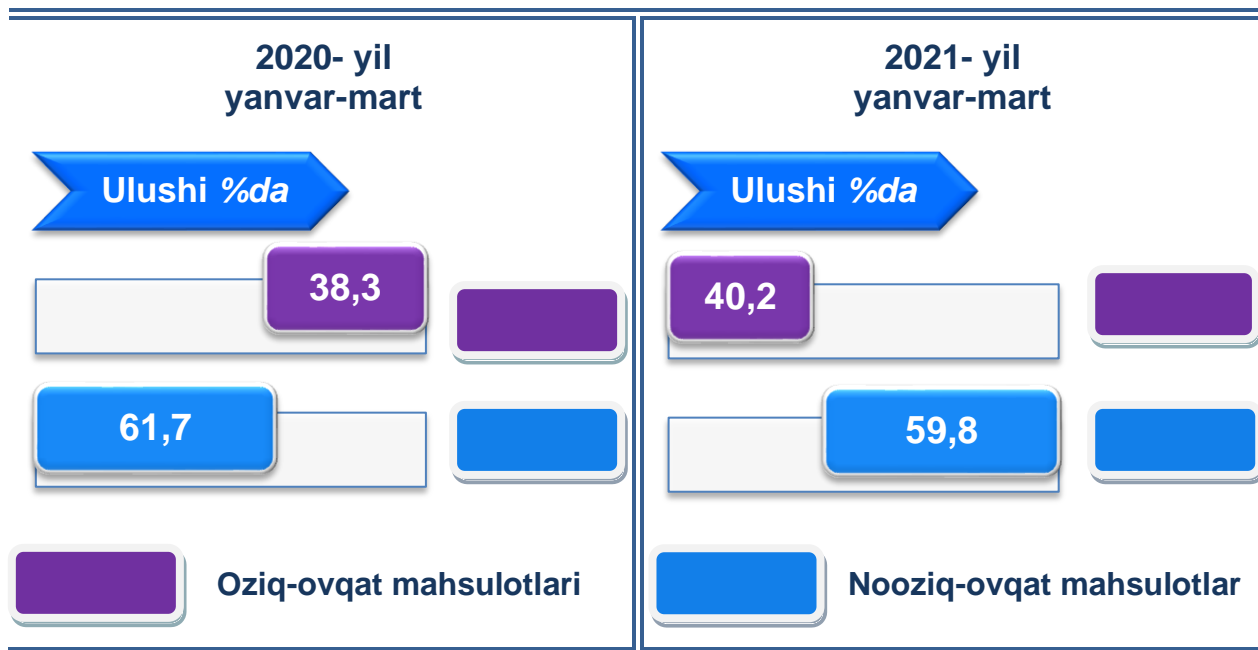 2020- yil
yanvar-mart
Ulushi %da
38,3
61,7
Oziq-ovqat mahsulotlari
2021- yil
yanvar-mart
Ulushi %da
40,2
59,8
Nooziq-ovqat mahsulotlar